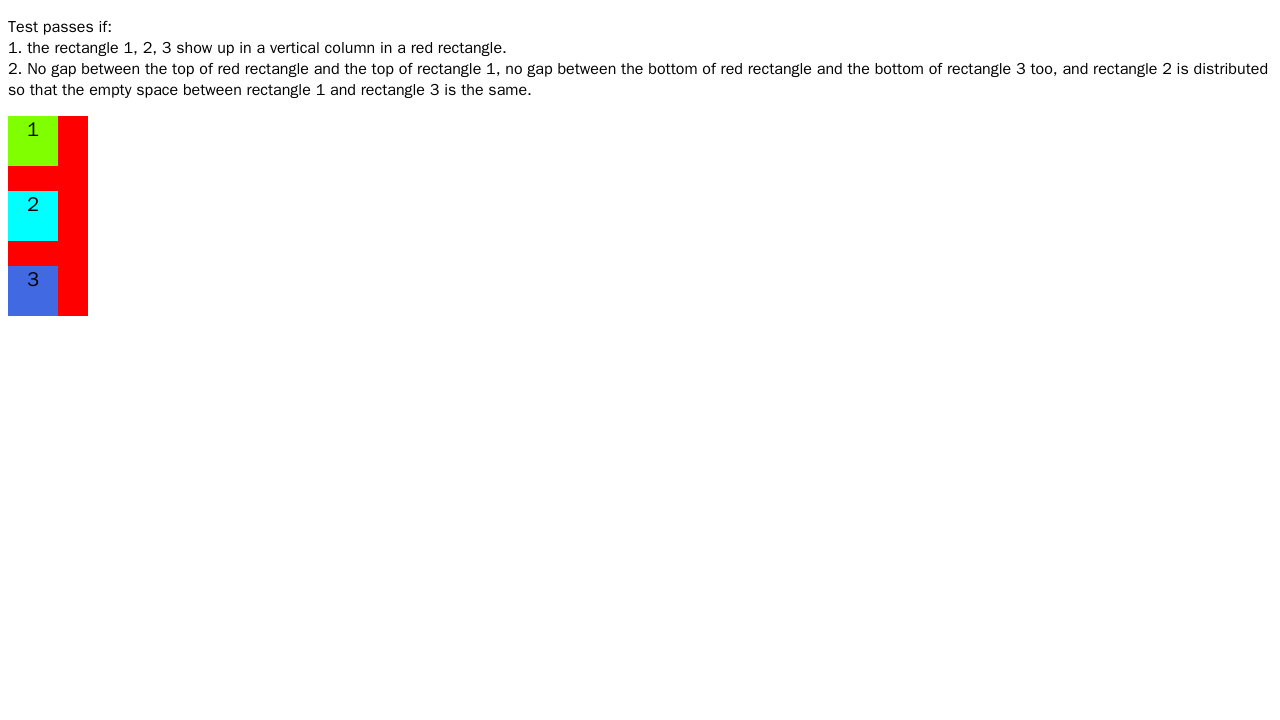 Test passes if:
1. the rectangle 1, 2, 3 show up in a vertical column in a red rectangle.
2. No gap between the top of red rectangle and the top of rectangle 1, no gap between the bottom of red rectangle and the bottom of rectangle 3 too, and rectangle 2 is distributed
so that the empty space between rectangle 1 and rectangle 3 is the same.
1
2
3